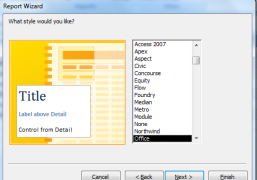 Report Wizard
What style would you like?
Title
Label above Detail
Control from Detail
Access 2007
Apex
Aspect
Civic
Concourse
Equity
Flow
Foundry
Median
Metro
Module
None
Northwind
Office
Cancel
< Back
Next >
Finish